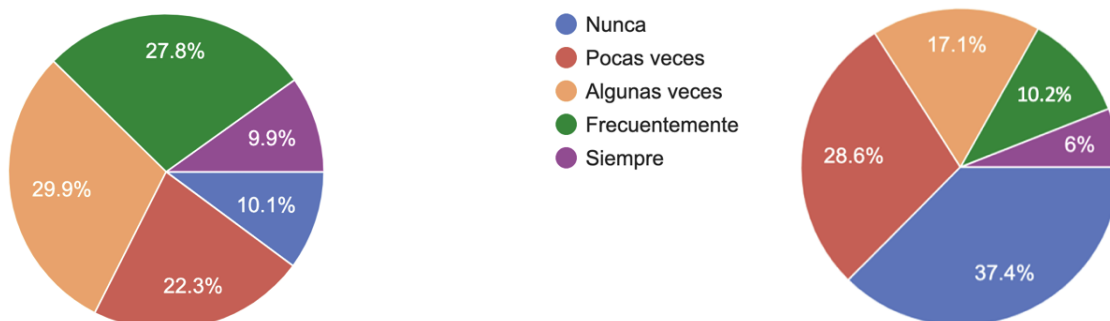 27.8%
9.9%
29.9%
10.1%
22.3%
Nunca
Pocas veces
Algunas veces
Frecuentemente
Siempre
17.1%
10.2%
28.6%
6%
37.4%